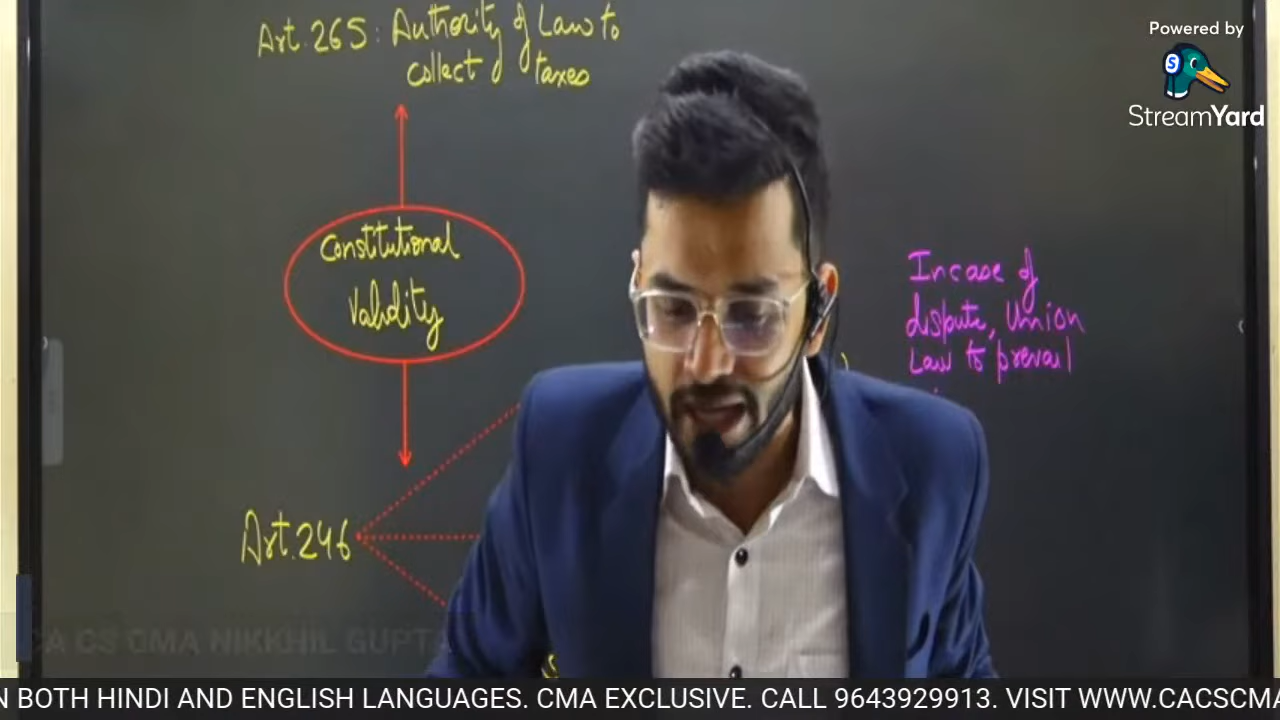 Art. 265: Authority of Law to
collect taxes
Powered by
StreamYard
Constitutional
Validity
Incase of
dispute, Union
Law to prevail
Art. 246
CA CS CMA NIKKHIL GUPTA
N BOTH HINDI AND ENGLISH LANGUAGES. CMA EXCLUSIVE. CALL 9643929913. VISIT WWW.CACSCMA